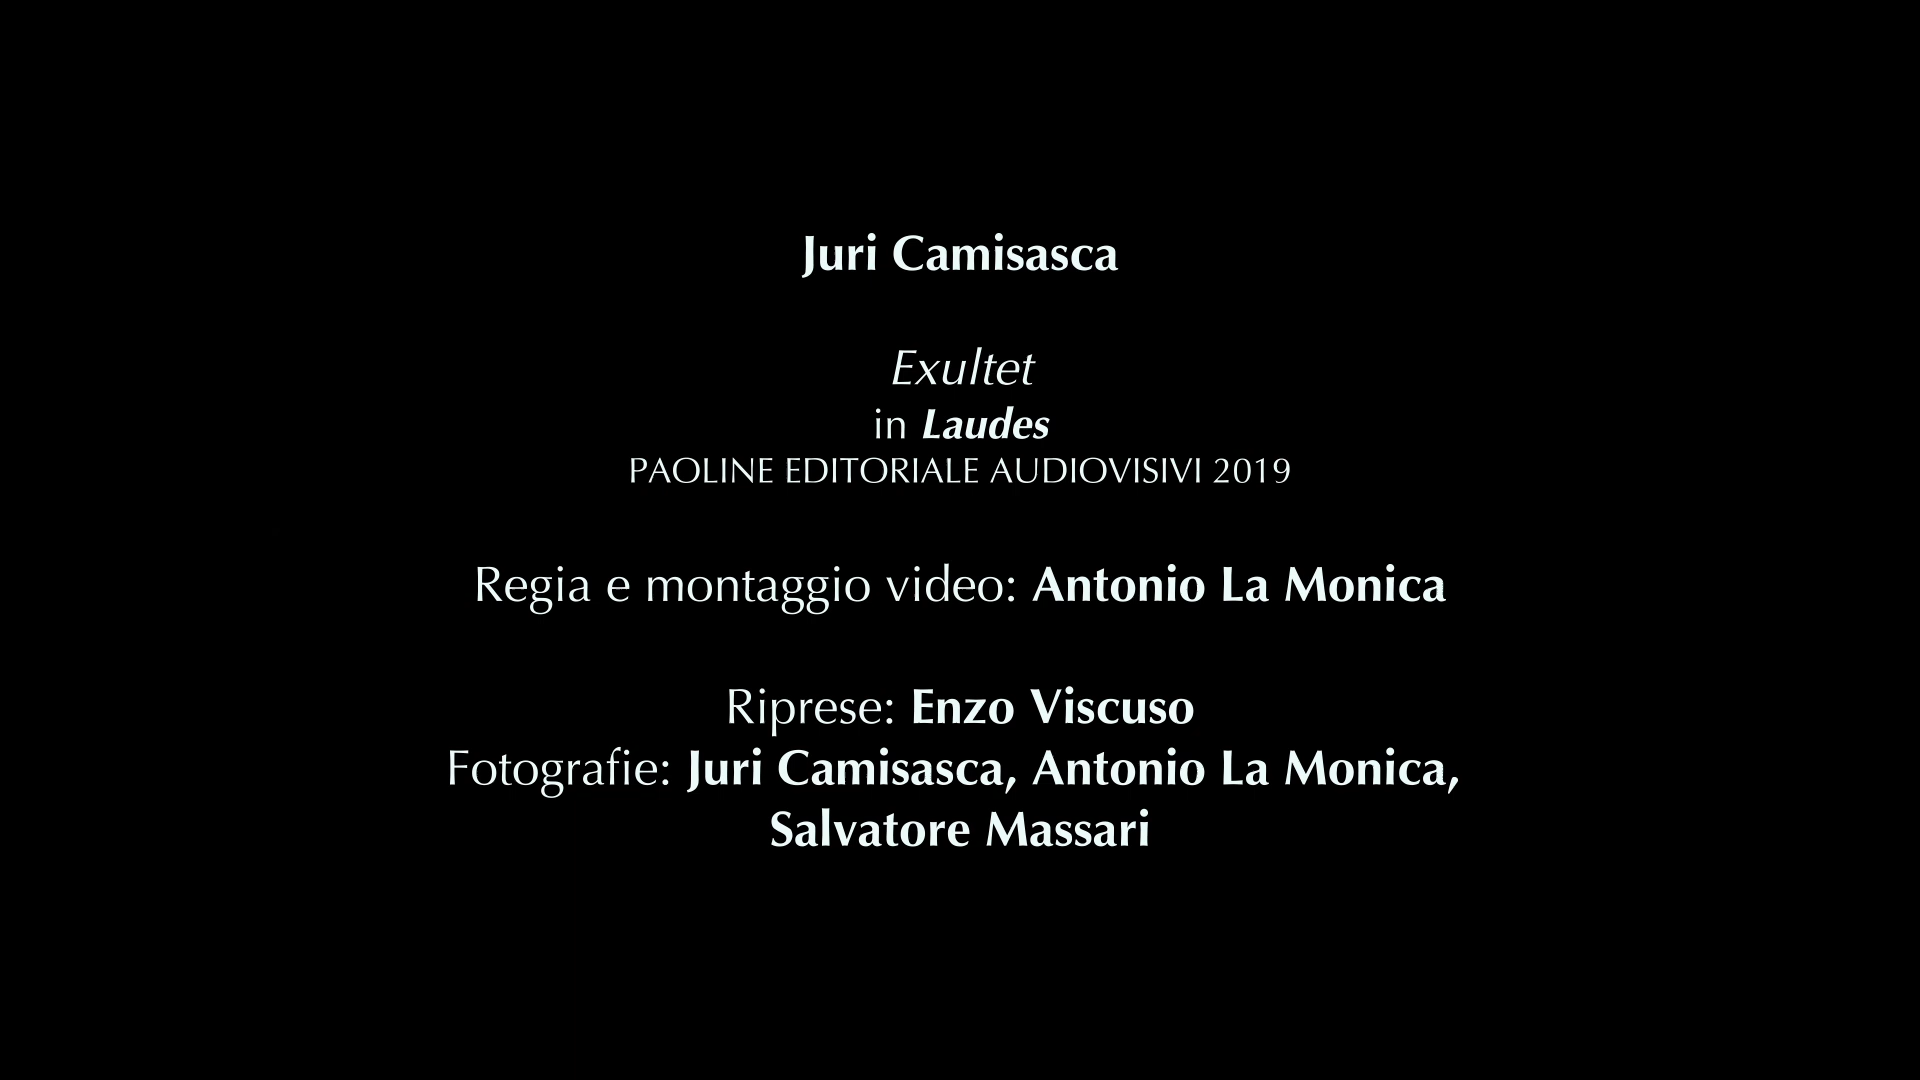 Juri Camisasca
Exultet
in Laudes
PAOLINE EDITORIALE AUDIOVISIVI 2019
Regia e montaggio video: Antonio La Monica
Riprese: Enzo Viscuso
Fotografie: Juri Camisasca, Antonio La Monica,
Salvatore Massari